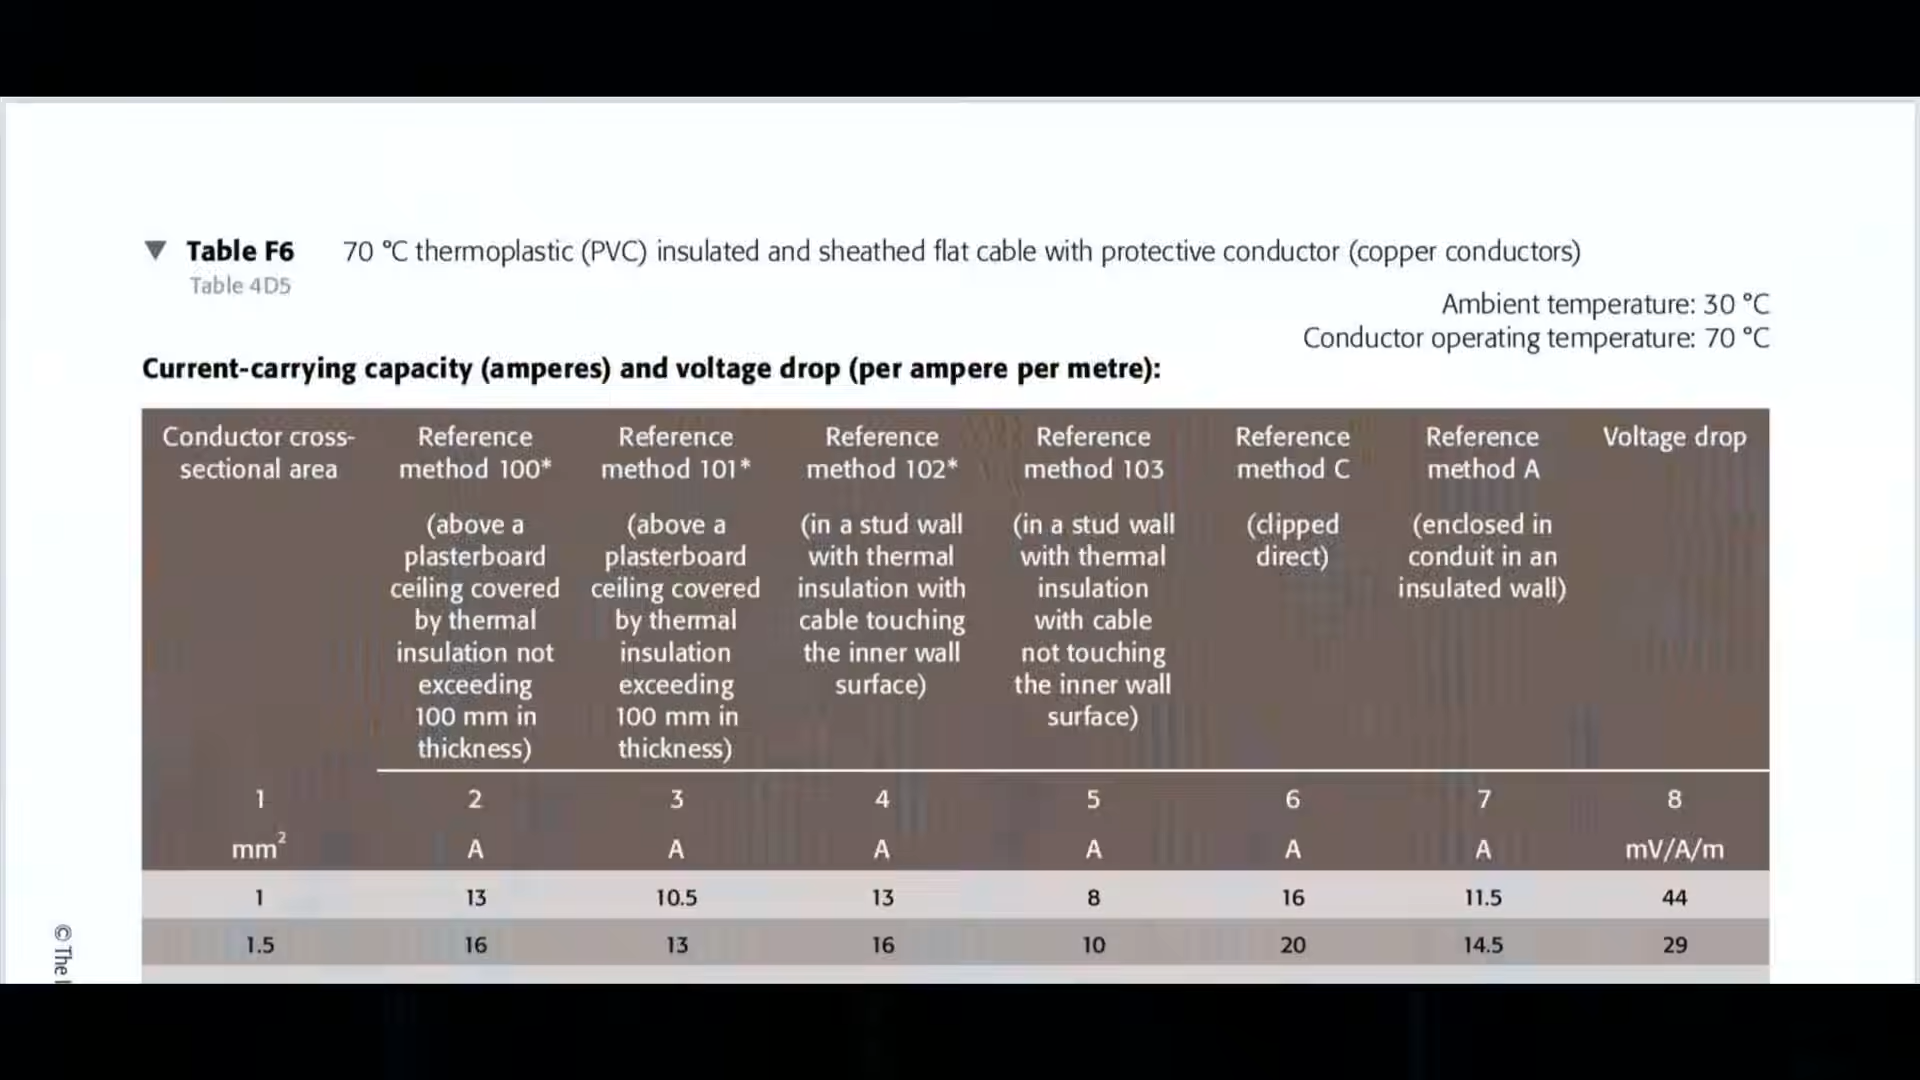 ▼ Table F6 70 °C thermoplastic (PVC) insulated and sheathed flat cable with protective conductor (copper conductors)
Table 4D5
Ambient temperature: 30 °C
Conductor operating temperature: 70 °C
Current-carrying capacity (amperes) and voltage drop (per ampere per metre):
Conductor cross-
sectional area
Reference
method 100*
(above a
plasterboard
ceiling covered
by thermal
insulation not
exceeding
100 mm in
thickness)
Reference
method 101*
(above a
plasterboard
ceiling covered
by thermal
insulation
exceeding
100 mm in
thickness)
Reference
method 102*
(in a stud wall
with thermal
insulation with
cable touching
the inner wall
surface)
Reference
method 103
(in a stud wall
with thermal
insulation
with cable
not touching
the inner wall
surface)
Reference
method C
(clipped
direct)
Reference
method A
(enclosed in
conduit in an
insulated wall)
Voltage drop
1 2 3 4 5 6 7 8
mm² A A A A A A mV/A/m
1 13 10.5 13 8 16 11.5 44
1.5 16 13 16 10 20 14.5 29
© The